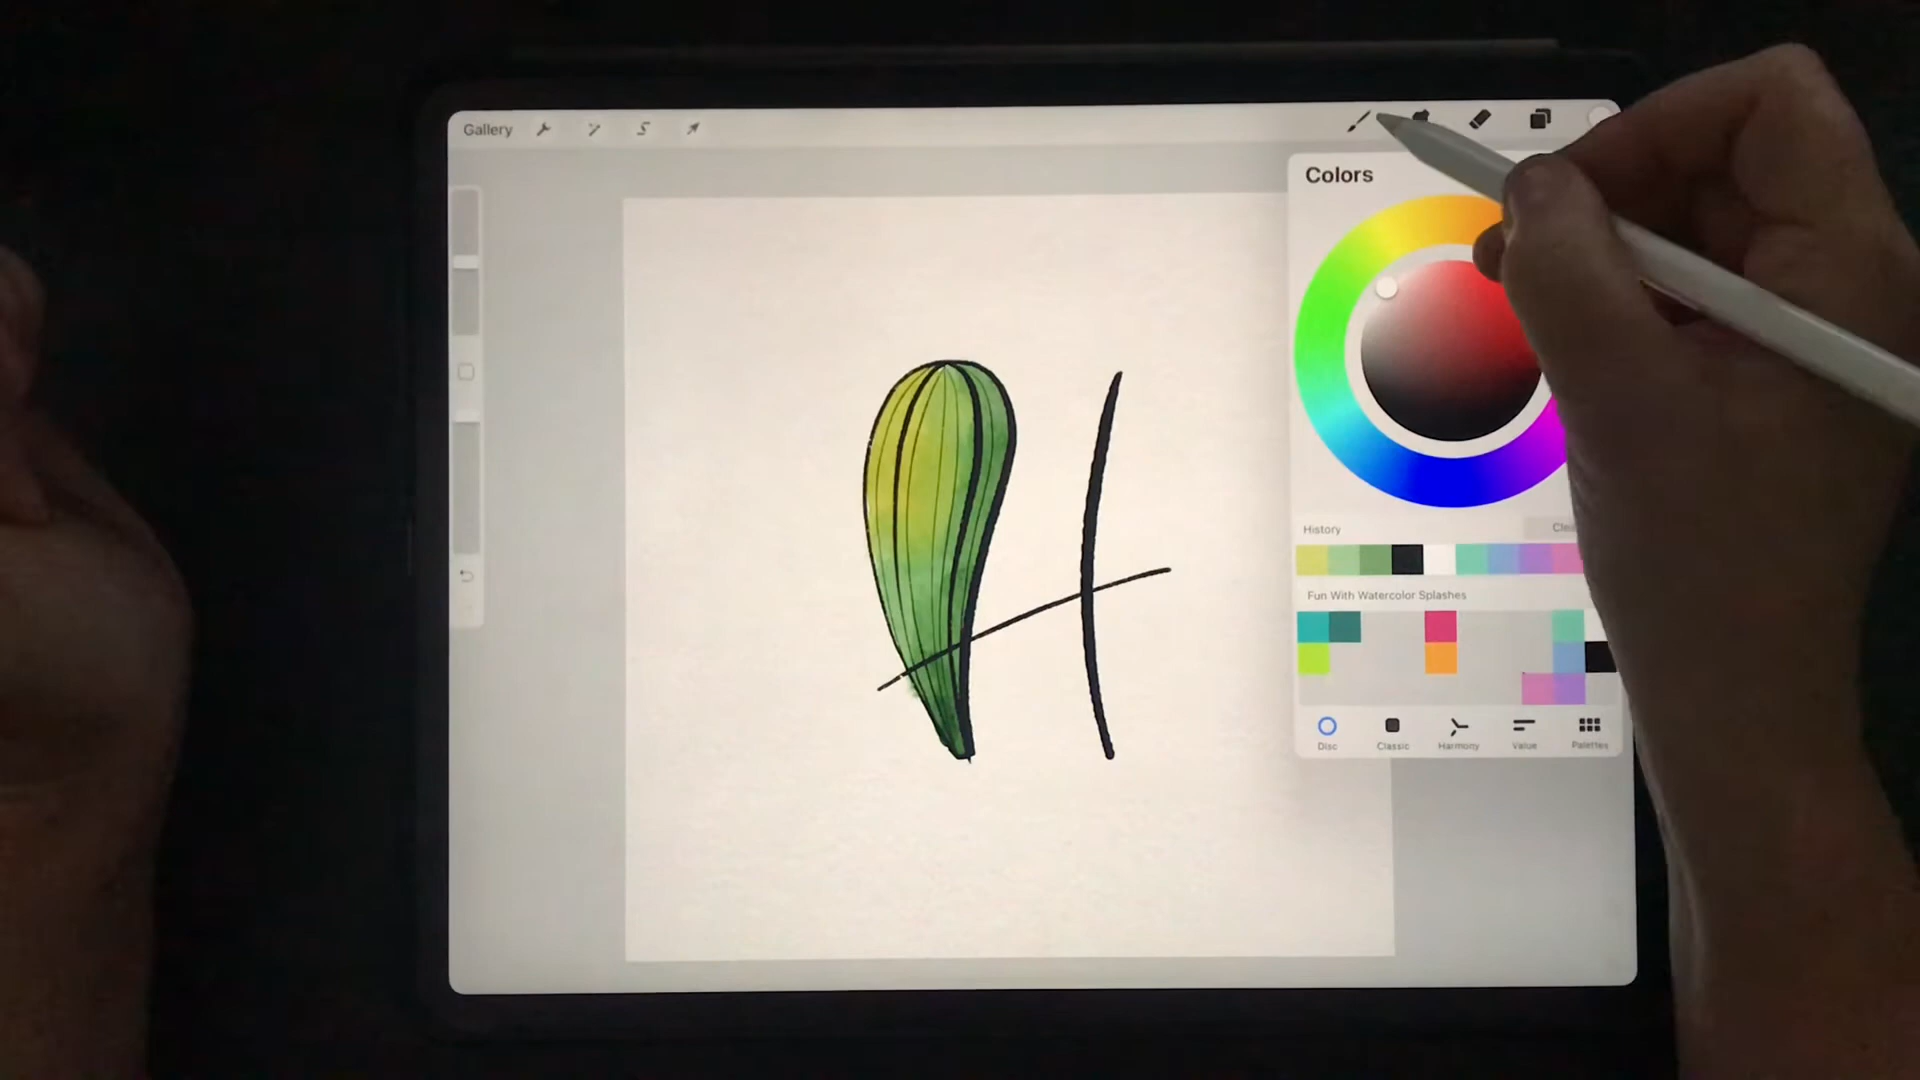 Gallery
Colors
History
Fun With Watercolor Splashes
Disc
Classic
Harmony
Value
Palettes
H